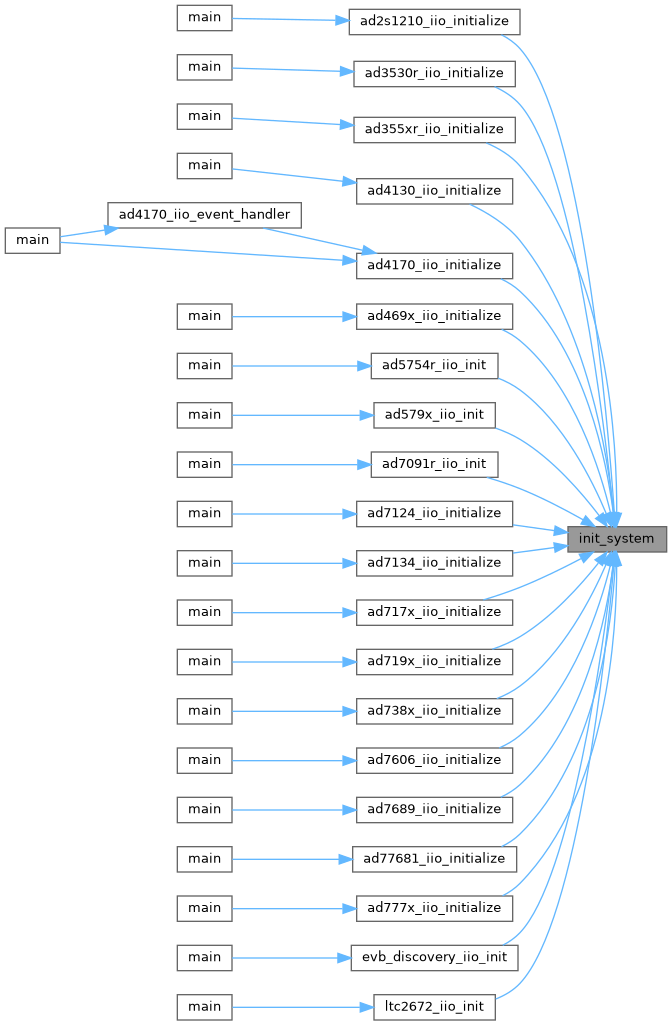 main
ad2s1210_iio_initialize
main
ad3530r_iio_initialize
main
ad355xr_iio_initialize
main
ad4130_iio_initialize
ad4170_iio_event_handler
main
ad4170_iio_initialize
main
ad469x_iio_initialize
main
ad5754r_iio_init
main
ad579x_iio_init
main
ad7091r_iio_init
main
ad7124_iio_initialize
init_system
main
ad7134_iio_initialize
main
ad717x_iio_initialize
main
ad719x_iio_initialize
main
ad738x_iio_initialize
main
ad7606_iio_initialize
main
ad7689_iio_initialize
main
ad77681_iio_initialize
main
ad777x_iio_initialize
main
evb_discovery_iio_init
main
ltc2672_iio_init